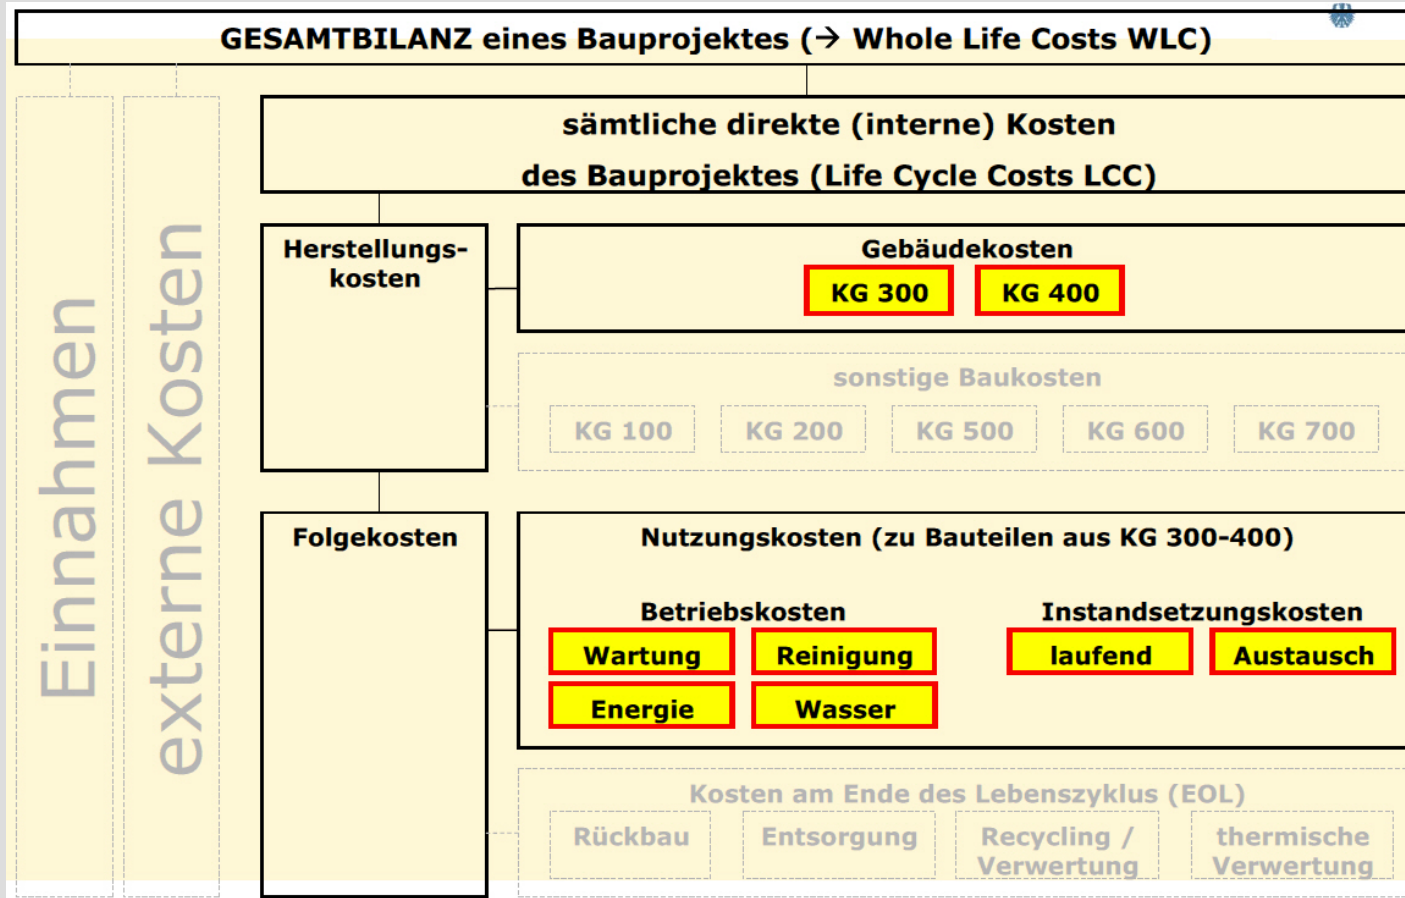 GESAMTBILANZ eines Bauprojektes (→ Whole Life Costs WLC)
Einnahmen
externe Kosten
sämtliche direkte (interne) Kosten
des Bauprojektes (Life Cycle Costs LCC)
Herstellungs-
kosten
Gebäudekosten
KG 300 KG 400
sonstige Baukosten
KG 100 KG 200 KG 500 KG 600 KG 700
Folgekosten
Nutzungskosten (zu Bauteilen aus KG 300-400)
Betriebskosten
Wartung Reinigung
Energie Wasser
Instandsetzungskosten
laufend Austausch
Kosten am Ende des Lebenszyklus (EOL)
Rückbau
Entsorgung
Recycling /
Verwertung
thermische
Verwertung